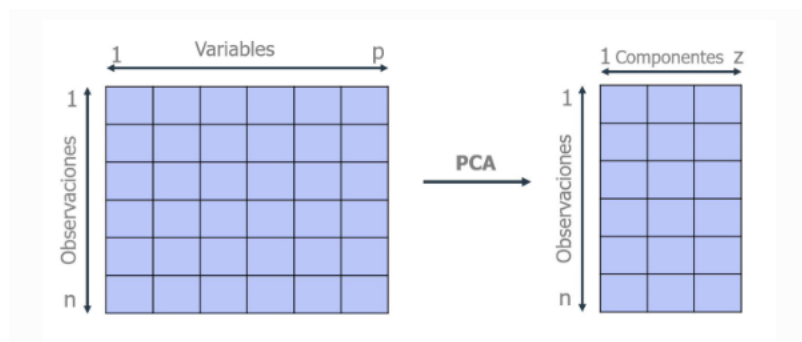 1 Variables p
1 Componentes z
1
Observaciones
n
PCA
1
Observaciones
n